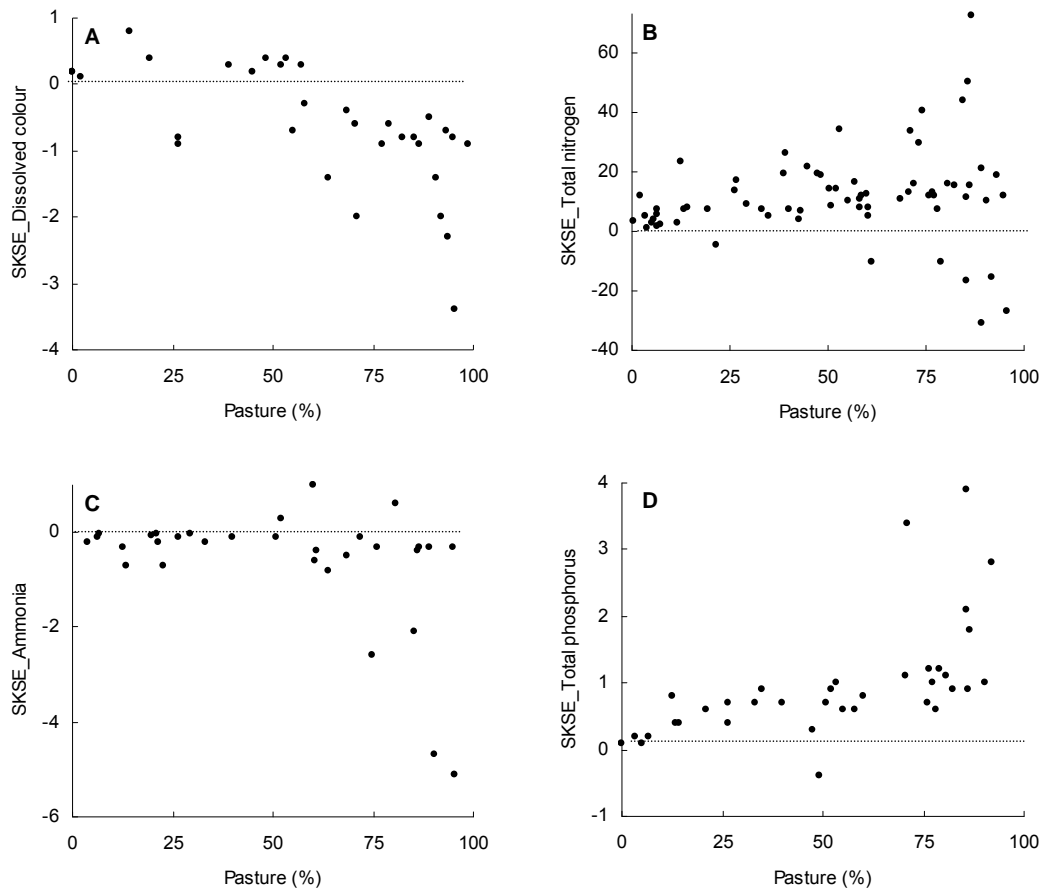 A
SKSE_Dissolved colour
1
0
-1
-2
-3
-4
0 25 50 75 100
Pasture (%)
B
SKSE_Total nitrogen
60
40
20
0
-20
-40
0 25 50 75 100
Pasture (%)
C
SKSE_Ammonia
0
-2
-4
-6
0 25 50 75 100
Pasture (%)
D
SKSE_Total phosphorus
4
3
2
1
0
-1
0 25 50 75 100
Pasture (%)